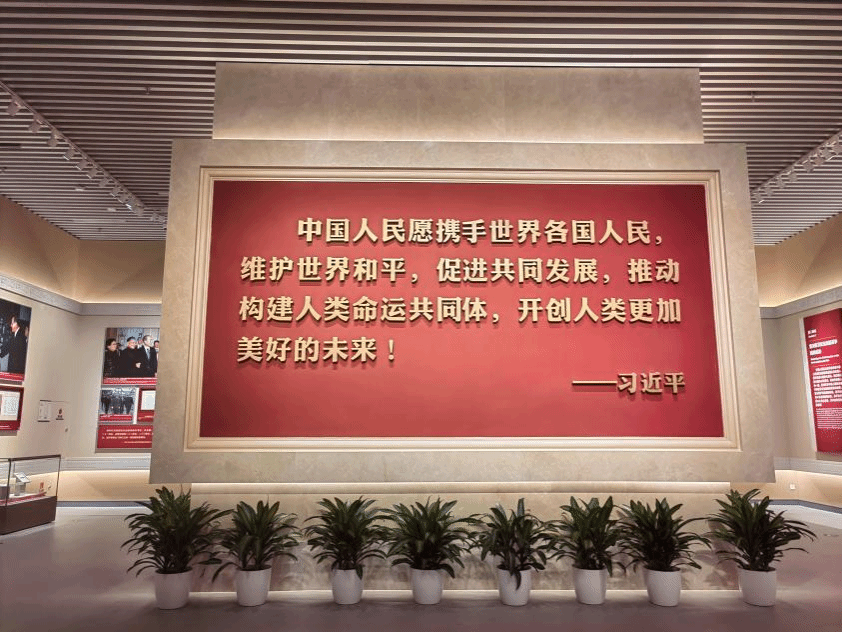 中国人民愿携手世界各国人民，
维护世界和平，促进共同发展，推动
构建人类命运共同体，开创人类更加
美好的未来！
——习近平